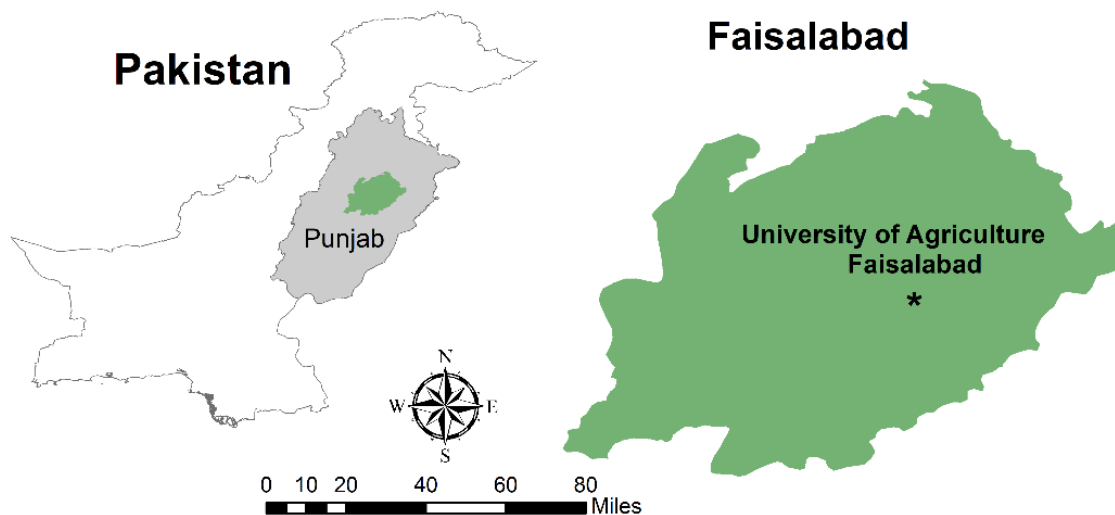 Pakistan
Punjab
N
W E
S
0 10 20 40 60 80
Miles
Faisalabad
University of Agriculture
Faisalabad
*